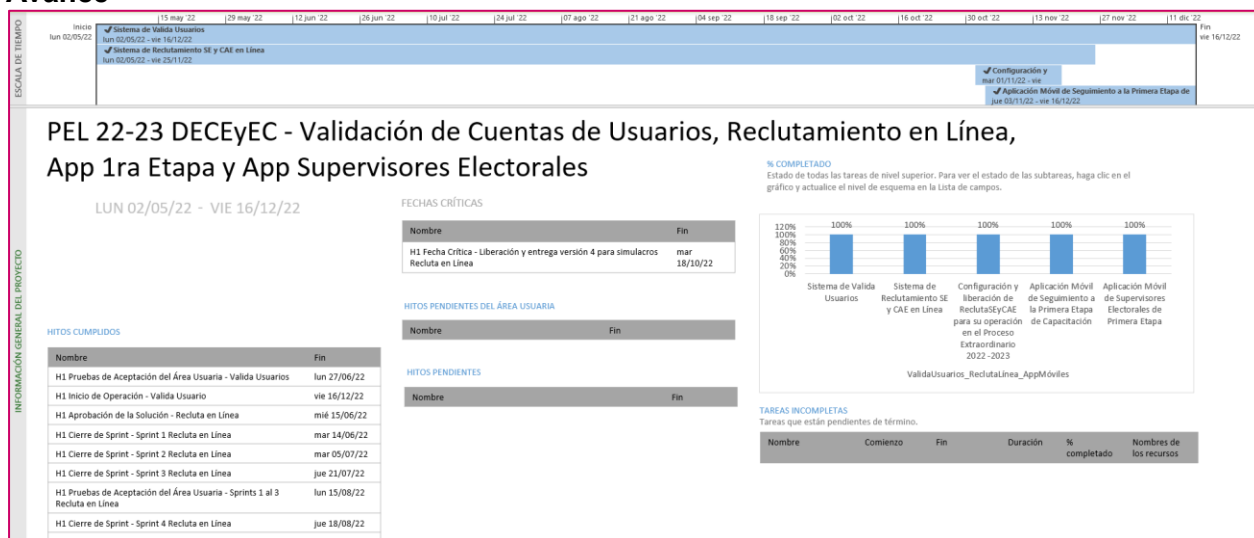 Avance
ESCALA DE TIEMPO
15 may '22 29 may '22 12 jun '22 26 jun '22 10 jul '22 24 jul '22 07 ago '22 21 ago '22 04 sep '22 18 sep '22 02 oct '22 16 oct '22 30 oct '22 13 nov '22 27 nov '22 11 dic '22
Inicio
lun 02/05/22
Sistema de Valida Usuarios
lun 02/05/22 - vie 16/12/22
Sistema de Reclutamiento SE y CAE en Línea
lun 02/05/22 - vie 25/11/22
Configuración y
mar 01/11/22 - vie
Aplicación Móvil de Seguimiento a la Primera Etapa de
jue 03/11/22 - vie 16/12/22
Fin
vie 16/12/22
INFORMACIÓN GENERAL DEL PROYECTO
PEL 22-23 DECEyEC - Validación de Cuentas de Usuarios, Reclutamiento en Línea,
App 1ra Etapa y App Supervisores Electorales
LUN 02/05/22 - VIE 16/12/22
HITOS CUMPLIDOS
Nombre Fin
H1 Pruebas de Aceptación del Área Usuaria - Valida Usuarios lun 27/06/22
H1 Inicio de Operación - Valida Usuario vie 16/12/22
H1 Aprobación de la Solución - Recluta en Línea mié 15/06/22
H1 Cierre de Sprint - Sprint 1 Recluta en Línea mar 14/06/22
H1 Cierre de Sprint - Sprint 2 Recluta en Línea mar 05/07/22
H1 Cierre de Sprint - Sprint 3 Recluta en Línea jue 21/07/22
H1 Pruebas de Aceptación del Área Usuaria - Sprints 1 al 3 lun 15/08/22
Recluta en Línea
H1 Cierre de Sprint - Sprint 4 Recluta en Línea jue 18/08/22
FECHAS CRÍTICAS
Nombre Fin
H1 Fecha Crítica - Liberación y entrega versión 4 para simulacros mar
Recluta en Línea 18/10/22
HITOS PENDIENTES DEL ÁREA USUARIA
Nombre Fin
HITOS PENDIENTES
Nombre Fin
% COMPLETADO
Estado de todas las tareas de nivel superior. Para ver el estado de las subtareas, haga clic en el
gráfico y actualice el nivel de esquema en la Lista de campos.
120%
100%
80%
60%
40%
20%
0%
100% 100% 100% 100% 100%
Sistema de Valida
Usuarios
Sistema de
Reclutamiento SE
y CAE en Línea
Configuración y
liberación de
ReclutaSEyCAE
para su operación
en el Proceso
Extraordinario
2022 -2023
Aplicación Móvil
de Seguimiento a
la Primera Etapa
de Capacitación
Aplicación Móvil
de Supervisores
Electorales de
Primera Etapa
ValidaUsuarios_ReclutaLínea_AppMóviles
TAREAS INCOMPLETAS
Tareas que están pendientes de término.
Nombre Comienzo Fin Duración % completado Nombres de los recursos